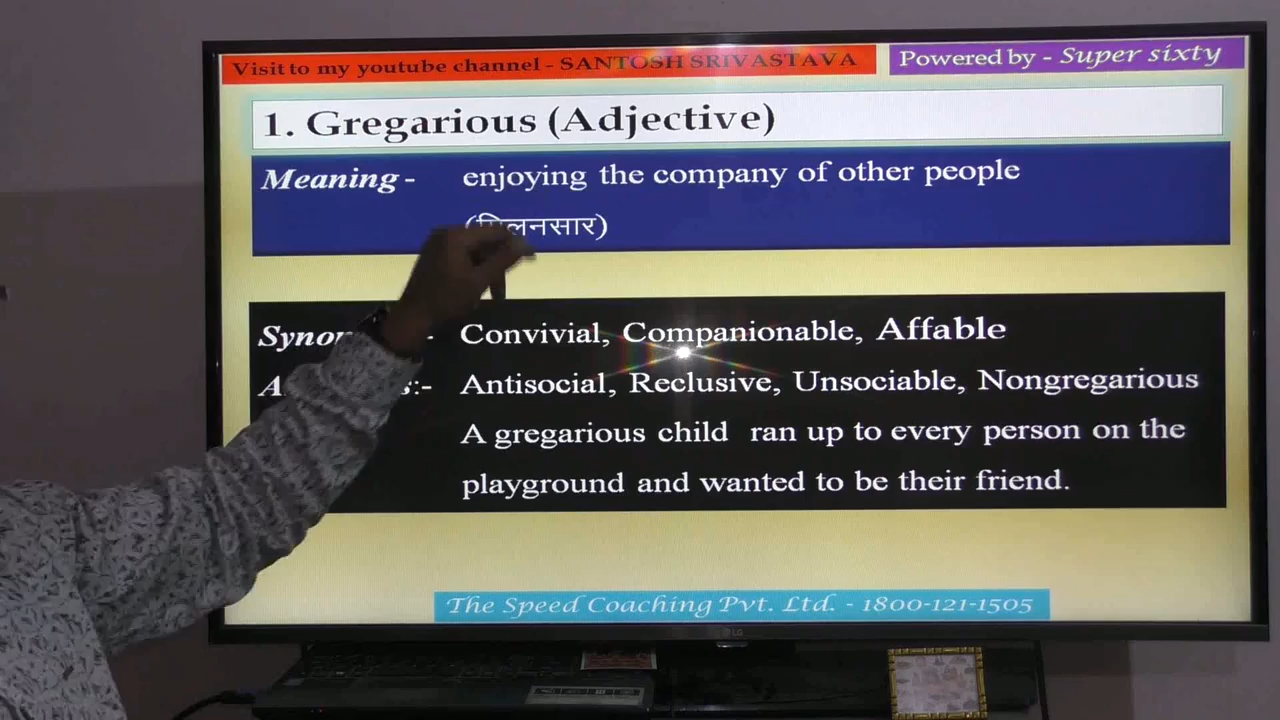 Visit to my youtube channel - SANTOSH SRIVASTAVA
Powered by - Super sixty
1. Gregarious (Adjective)
Meaning - enjoying the company of other people
(मिलनसार)
Convivial, Companionable, Affable
Antisocial, Reclusive, Unsociable, Nongregarious
A gregarious child ran up to every person on the
playground and wanted to be their friend.
The Speed Coaching Pvt. Ltd. - 1800-121-1505
LG